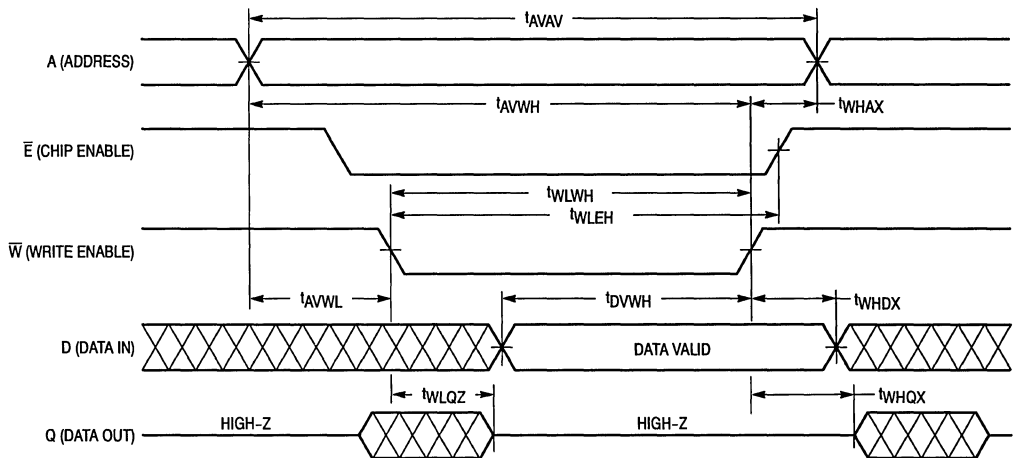 tAVAV
A (ADDRESS)
tAVWH
tWHAX
E̅ (CHIP ENABLE)
tWLWH
tWLEH
W̅ (WRITE ENABLE)
tAVWL
tDVWH
tWHDX
D (DATA IN)
DATA VALID
tWLQZ
tWHQX
Q (DATA OUT)
HIGH–Z
HIGH–Z